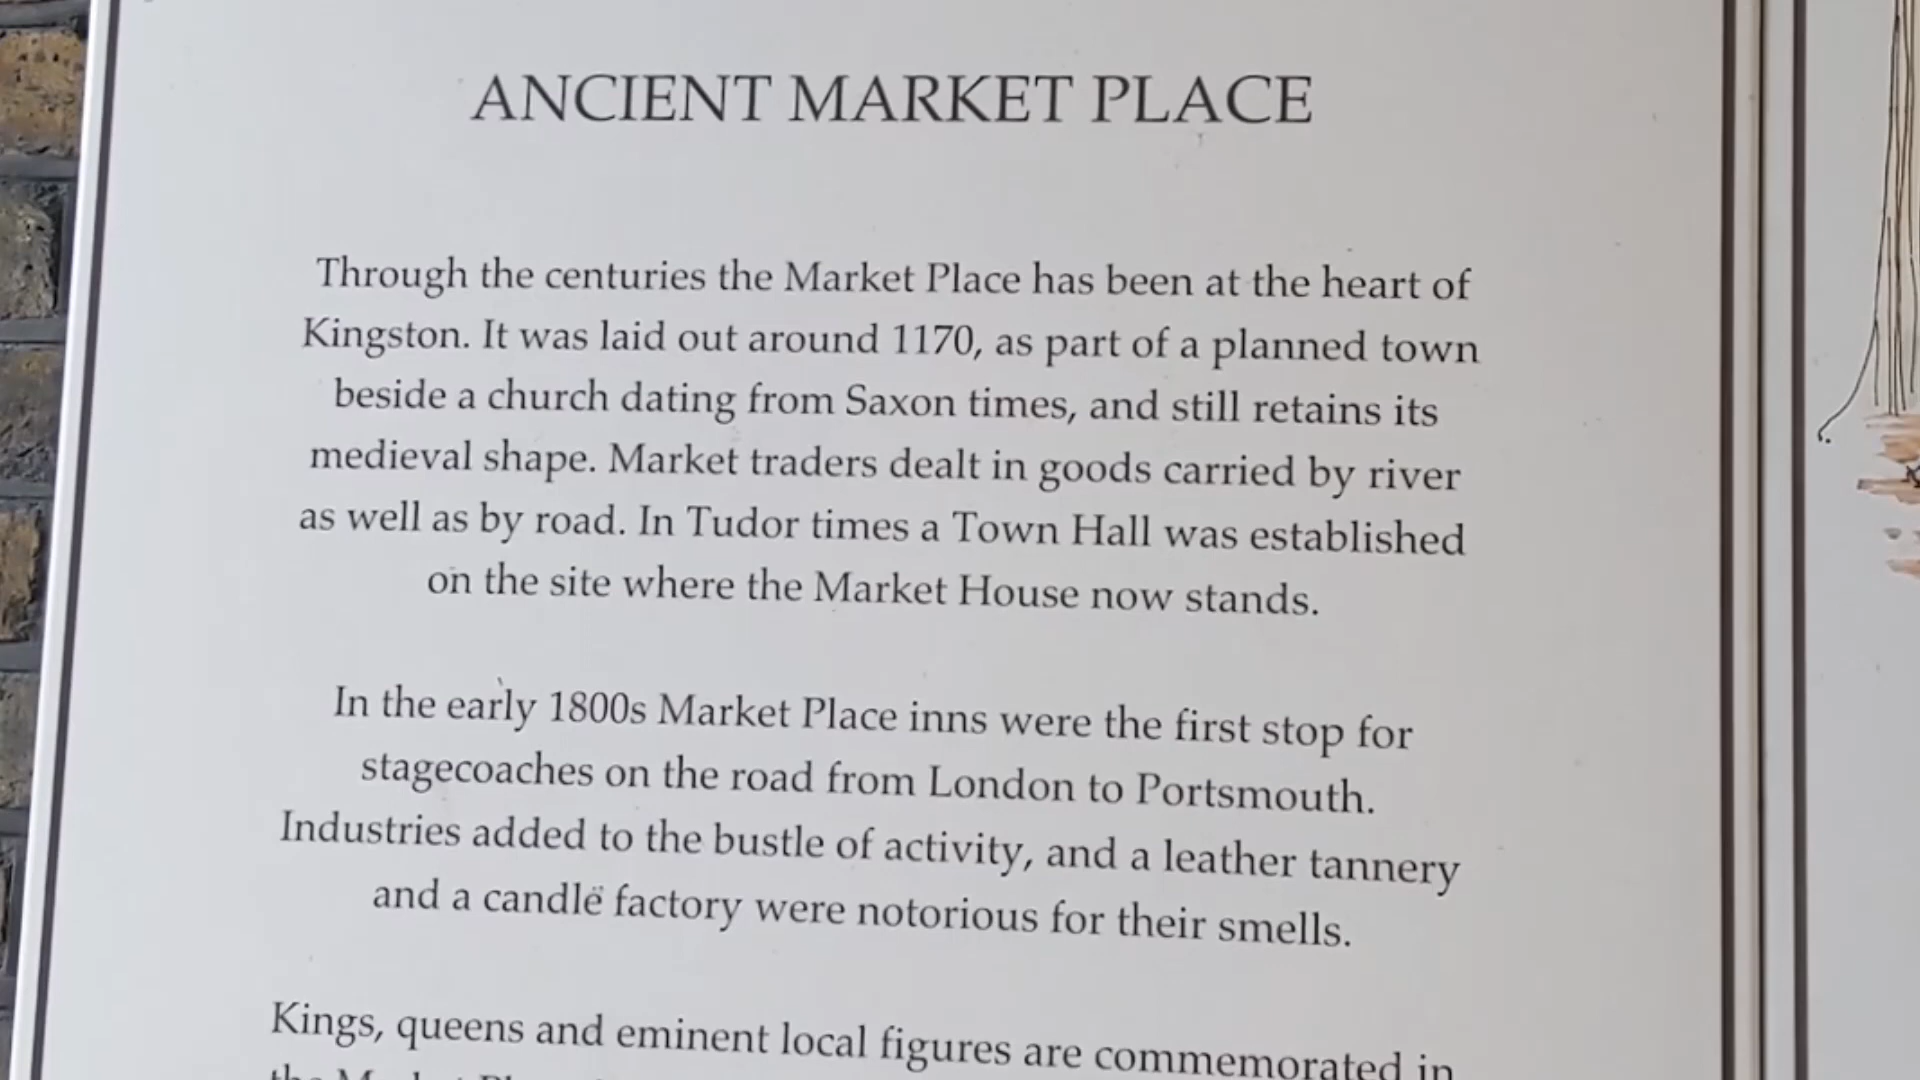 ANCIENT MARKET PLACE
Through the centuries the Market Place has been at the heart of
Kingston. It was laid out around 1170, as part of a planned town
beside a church dating from Saxon times, and still retains its
medieval shape. Market traders dealt in goods carried by river
as well as by road. In Tudor times a Town Hall was established
on the site where the Market House now stands.
In the early 1800s Market Place inns were the first stop for
stagecoaches on the road from London to Portsmouth.
Industries added to the bustle of activity, and a leather tannery
and a candle factory were notorious for their smells.
Kings, queens and eminent local figures are commemorated in
the Market